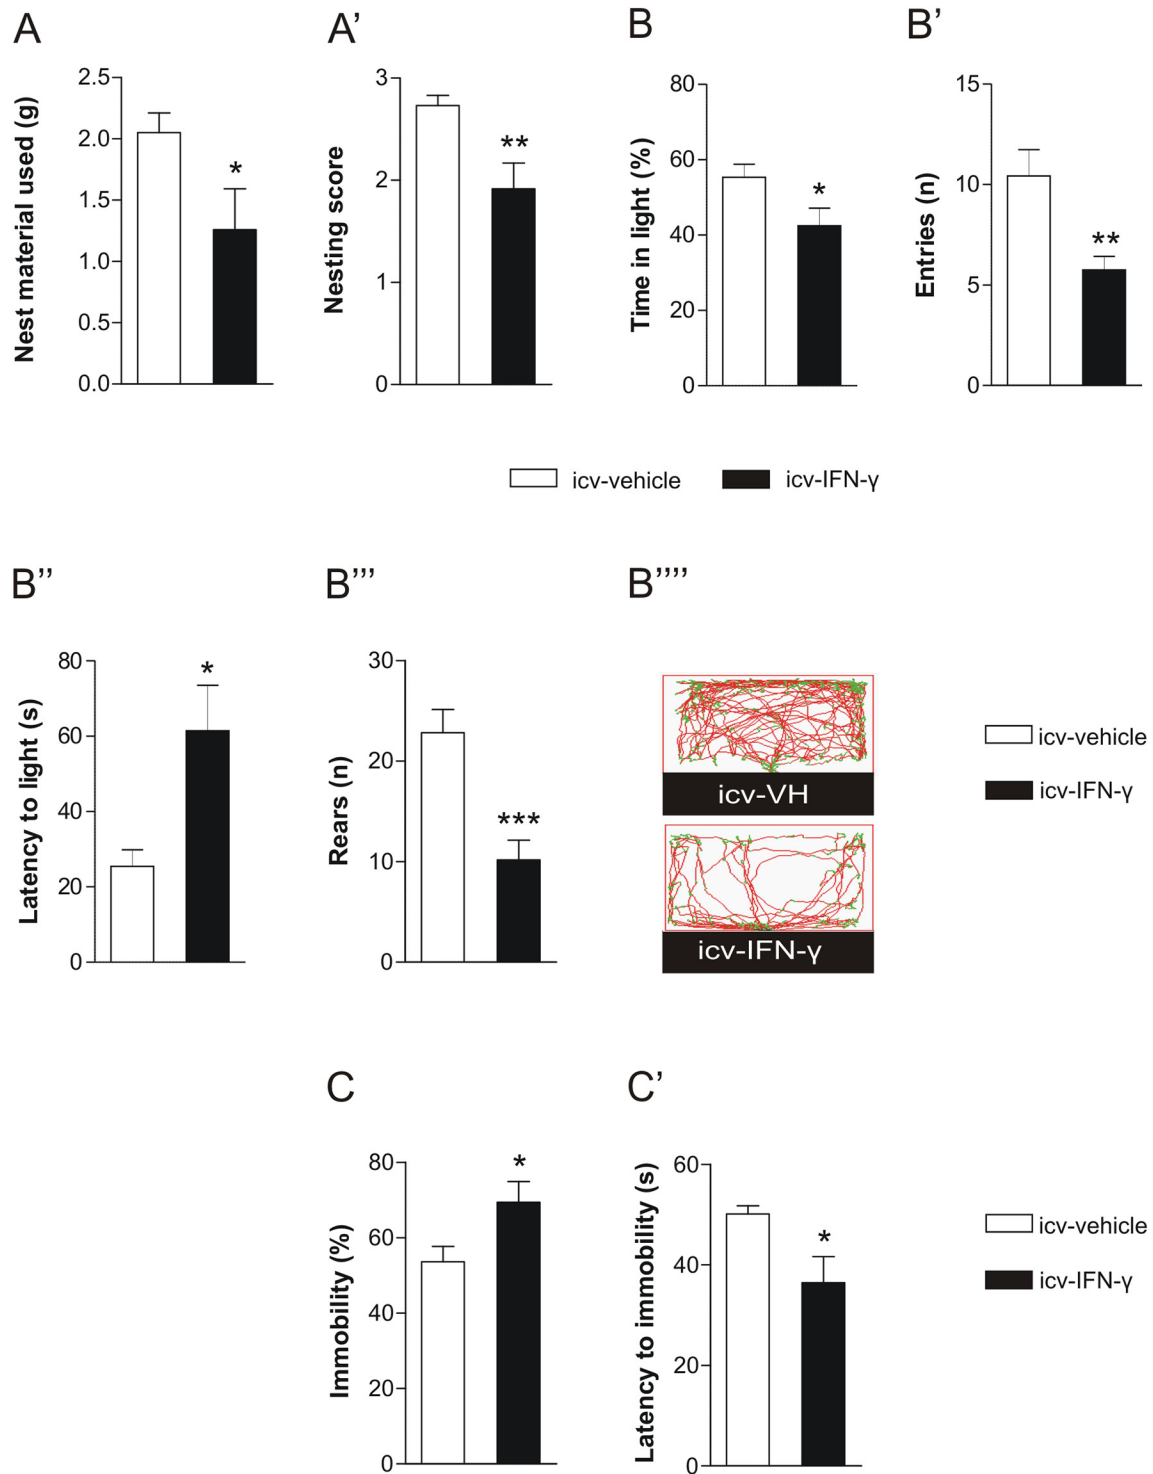 A
A’
B
B’
Nest material used (g)
2.5
2.0
1.5
1.0
0.5
0.0
*
Nesting score
3
2
1
0
**
Time in light (%)
80
60
40
20
0
*
Entries (n)
15
10
5
0
**
icv-vehicle
icv-IFN-γ
B’’
B’’’
B’’’’
Latency to light (s)
80
60
40
20
0
*
Rears (n)
30
20
10
0
***
icv-VH
icv-IFN-γ
icv-vehicle
icv-IFN-γ
C
C’
Immobility (%)
80
60
40
20
0
*
Latency to immobility (s)
60
40
20
0
*
icv-vehicle
icv-IFN-γ